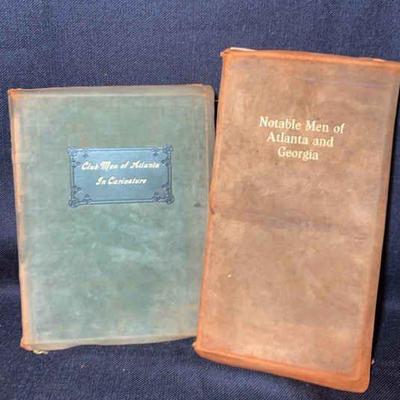 Club Men of Atlanta
In Caricature
Notable Men of
Atlanta and
Georgia